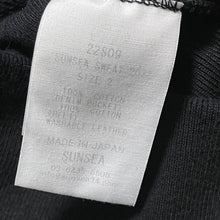 22S09
SUNSEA SWEAT
SIZE 2
100% COTTON
DENIM POCKET
100% COTTON
WASHABLE LEATHER
MADE IN JAPAN
SUNSEA